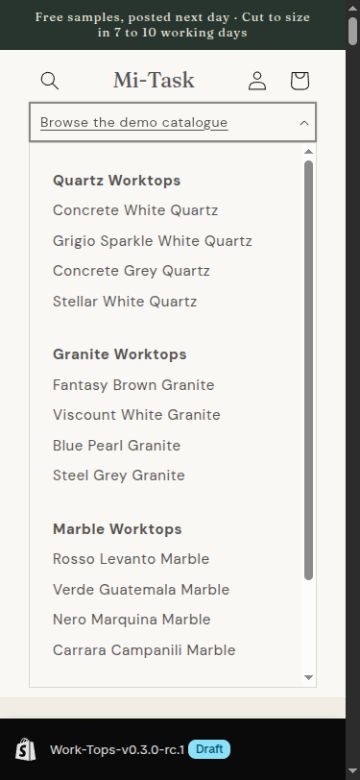 Free samples, posted next day · Cut to size
in 7 to 10 working days
Mi-Task
Browse the demo catalogue
Quartz Worktops
Concrete White Quartz
Grigio Sparkle White Quartz
Concrete Grey Quartz
Stellar White Quartz
Granite Worktops
Fantasy Brown Granite
Viscount White Granite
Blue Pearl Granite
Steel Grey Granite
Marble Worktops
Rosso Levanto Marble
Verde Guatemala Marble
Nero Marquina Marble
Carrara Campanili Marble
Work-Tops-v0.3.0-rc.1 Draft